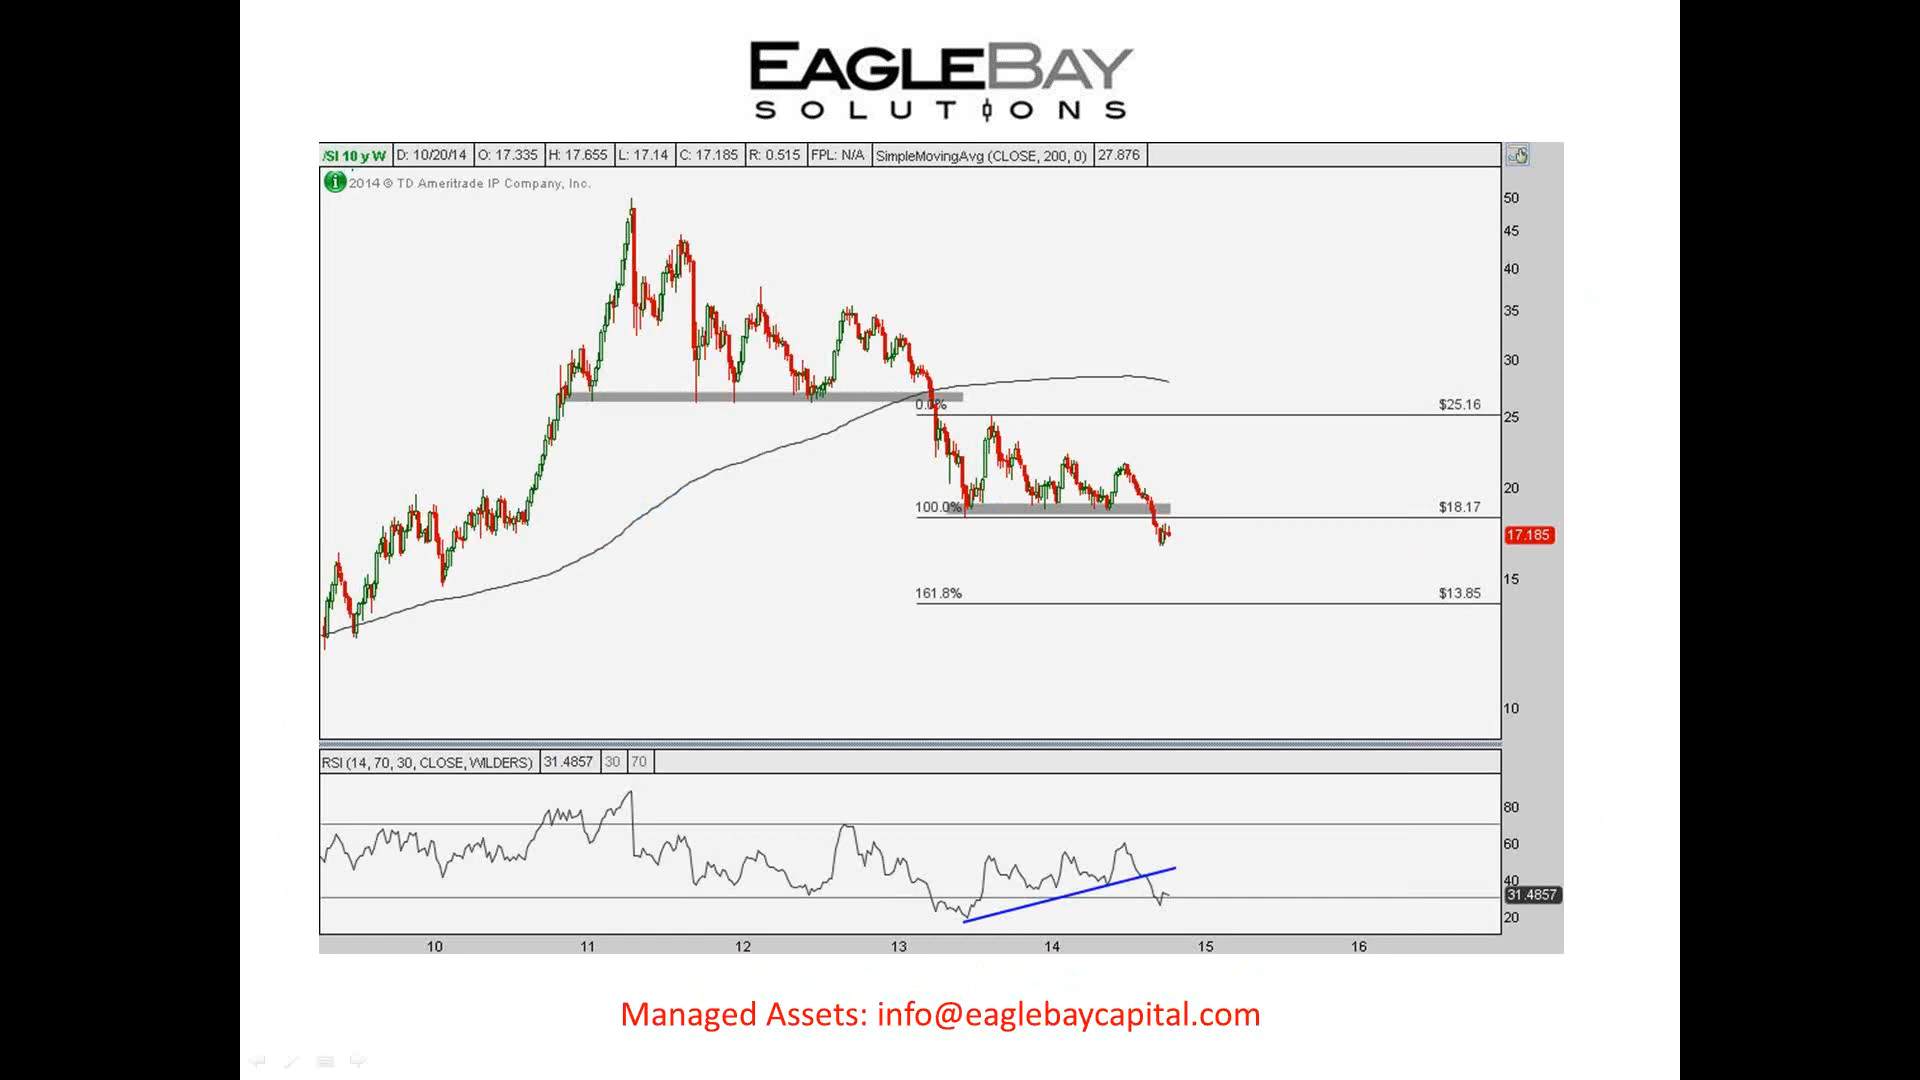 EAGLEBAY
SOLUTIONS
/SI 10 y W D: 10/20/14 O: 17.335 H: 17.655 L: 17.14 C: 17.185 R: 0.515 FPL: N/A SimpleMovingAvg (CLOSE, 200, 0) 27.876
2014 © TD Ameritrade IP Company, Inc.
50
45
40
35
30
0.0% $25.16
25
20
100.0% $18.17
17.185
15
161.8% $13.85
10
RSI (14, 70, 30, CLOSE, WILDERS) 31.4857 30 70
80
60
40
31.4857
20
10 11 12 13 14 15 16
Managed Assets: info@eaglebaycapital.com